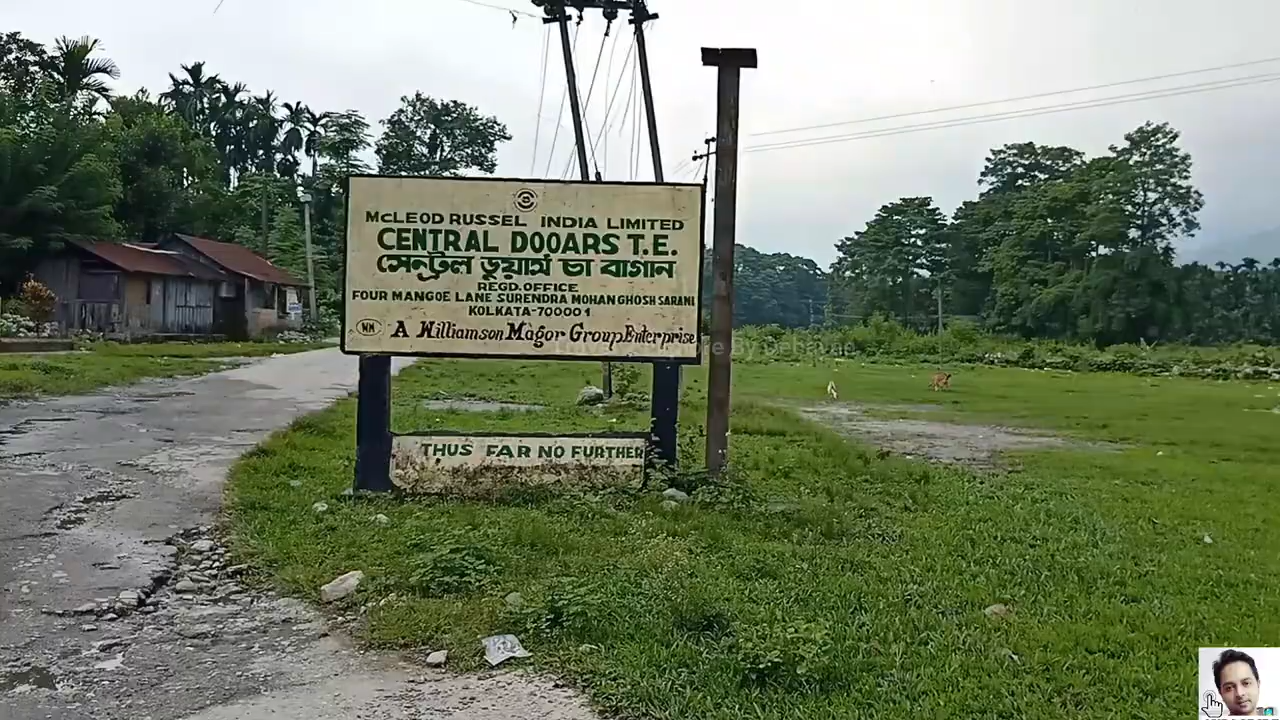 McLEOD RUSSEL INDIA LIMITED
CENTRAL DOOARS T.E.
সেন্ট্রাল ডুয়ার্স চা বাগান
REGD.OFFICE
FOUR MANGOE LANE SURENDRA MOHAN GHOSH SARANI
KOLKATA-700001
WM A Williamson Magor Group Enterprise
THUS FAR NO FURTHER